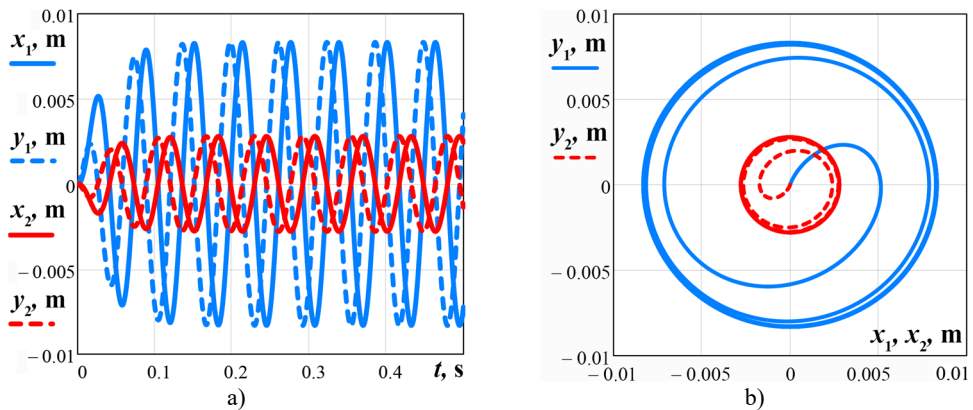 0.01
x₁, m
0.005
y₁, m
0
x₂, m
−0.005
y₂, m
−0.01
0 0.1 0.2 0.3 0.4 t, s
a)
0.01
y₁, m
0.005
y₂, m
0
−0.005
x₁, x₂, m
−0.01
−0.01 −0.005 0 0.005 0.01
b)